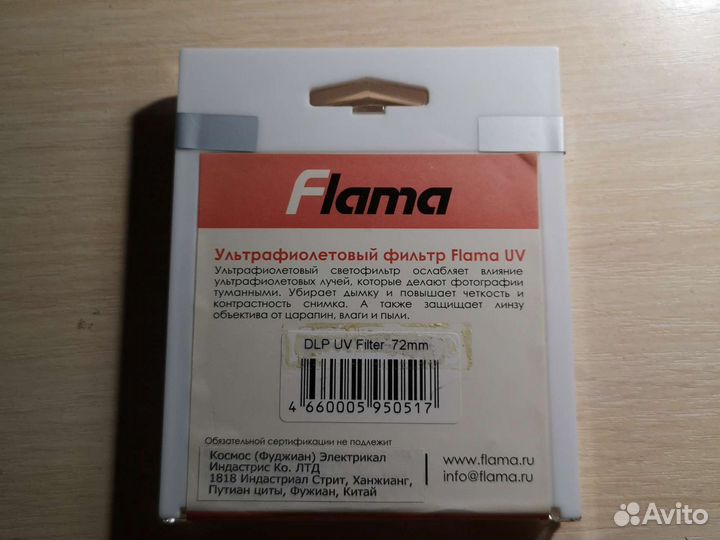 Flama
Ультрафиолетовый фильтр Flama UV
Ультрафиолетовый светофильтр ослабляет влияние
ультрафиолетовых лучей, которые делают фотографии
туманными. Убирает дымку и повышает четкость и
контрастность снимка. А также защищает линзу
объектива от царапин, влаги и пыли.
DLP UV Filter 72mm
4 660005 950517
Обязательной сертификации не подлежит
Космос (Фуджиан) Электрикал
Индастрис Ко. ЛТД
1818 Индастриал Стрит, Ханжианг,
Путиан циты, Фужиан, Китай
www.flama.ru
info@flama.ru
Avito